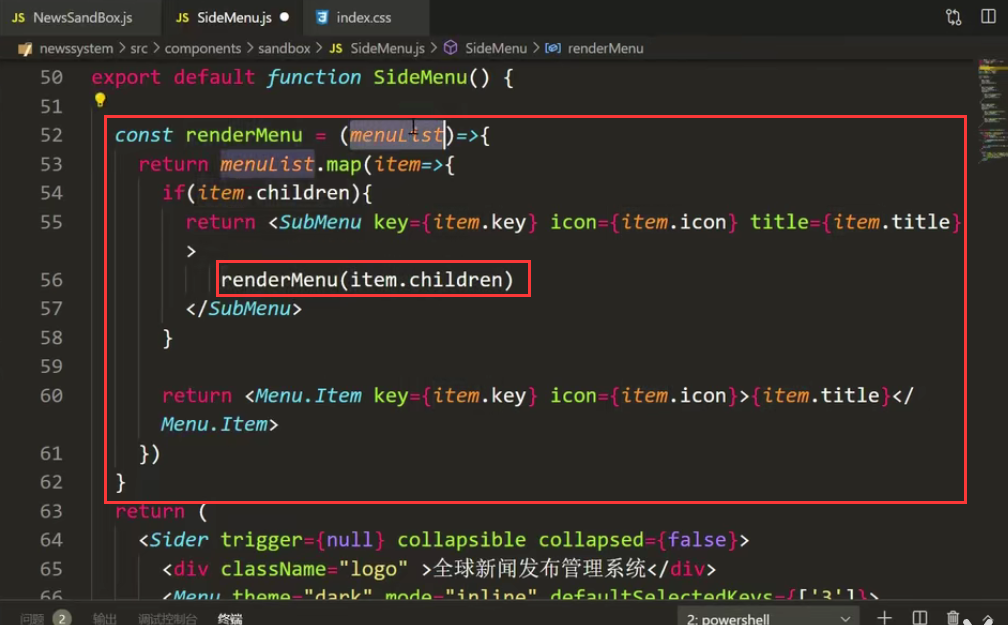 NewsSandBox.js
SideMenu.js
index.css
newssystem > src > components > sandbox > JS SideMenu.js > SideMenu > renderMenu
50 export default function SideMenu() {
51
52 const renderMenu = (menuList)=>{
53 return menuList.map(item=>{
54 if(item.children){
55 return <SubMenu key={item.key} icon={item.icon} title={item.title}
>
56 renderMenu(item.children)
57 </SubMenu>
58 }
59
60 return <Menu.Item key={item.key} icon={item.icon}>{item.title}</
Menu.Item>
61 })
62 }
63 return (
64 <Sider trigger={null} collapsible collapsed={false}>
65 <div className="logo" >全球新闻发布管理系统</div>
66 <Menu theme="dark" mode="inline" defaultSelectedKeys={['3']}>
问题 2 输出 调试控制台 终端 2: powershell